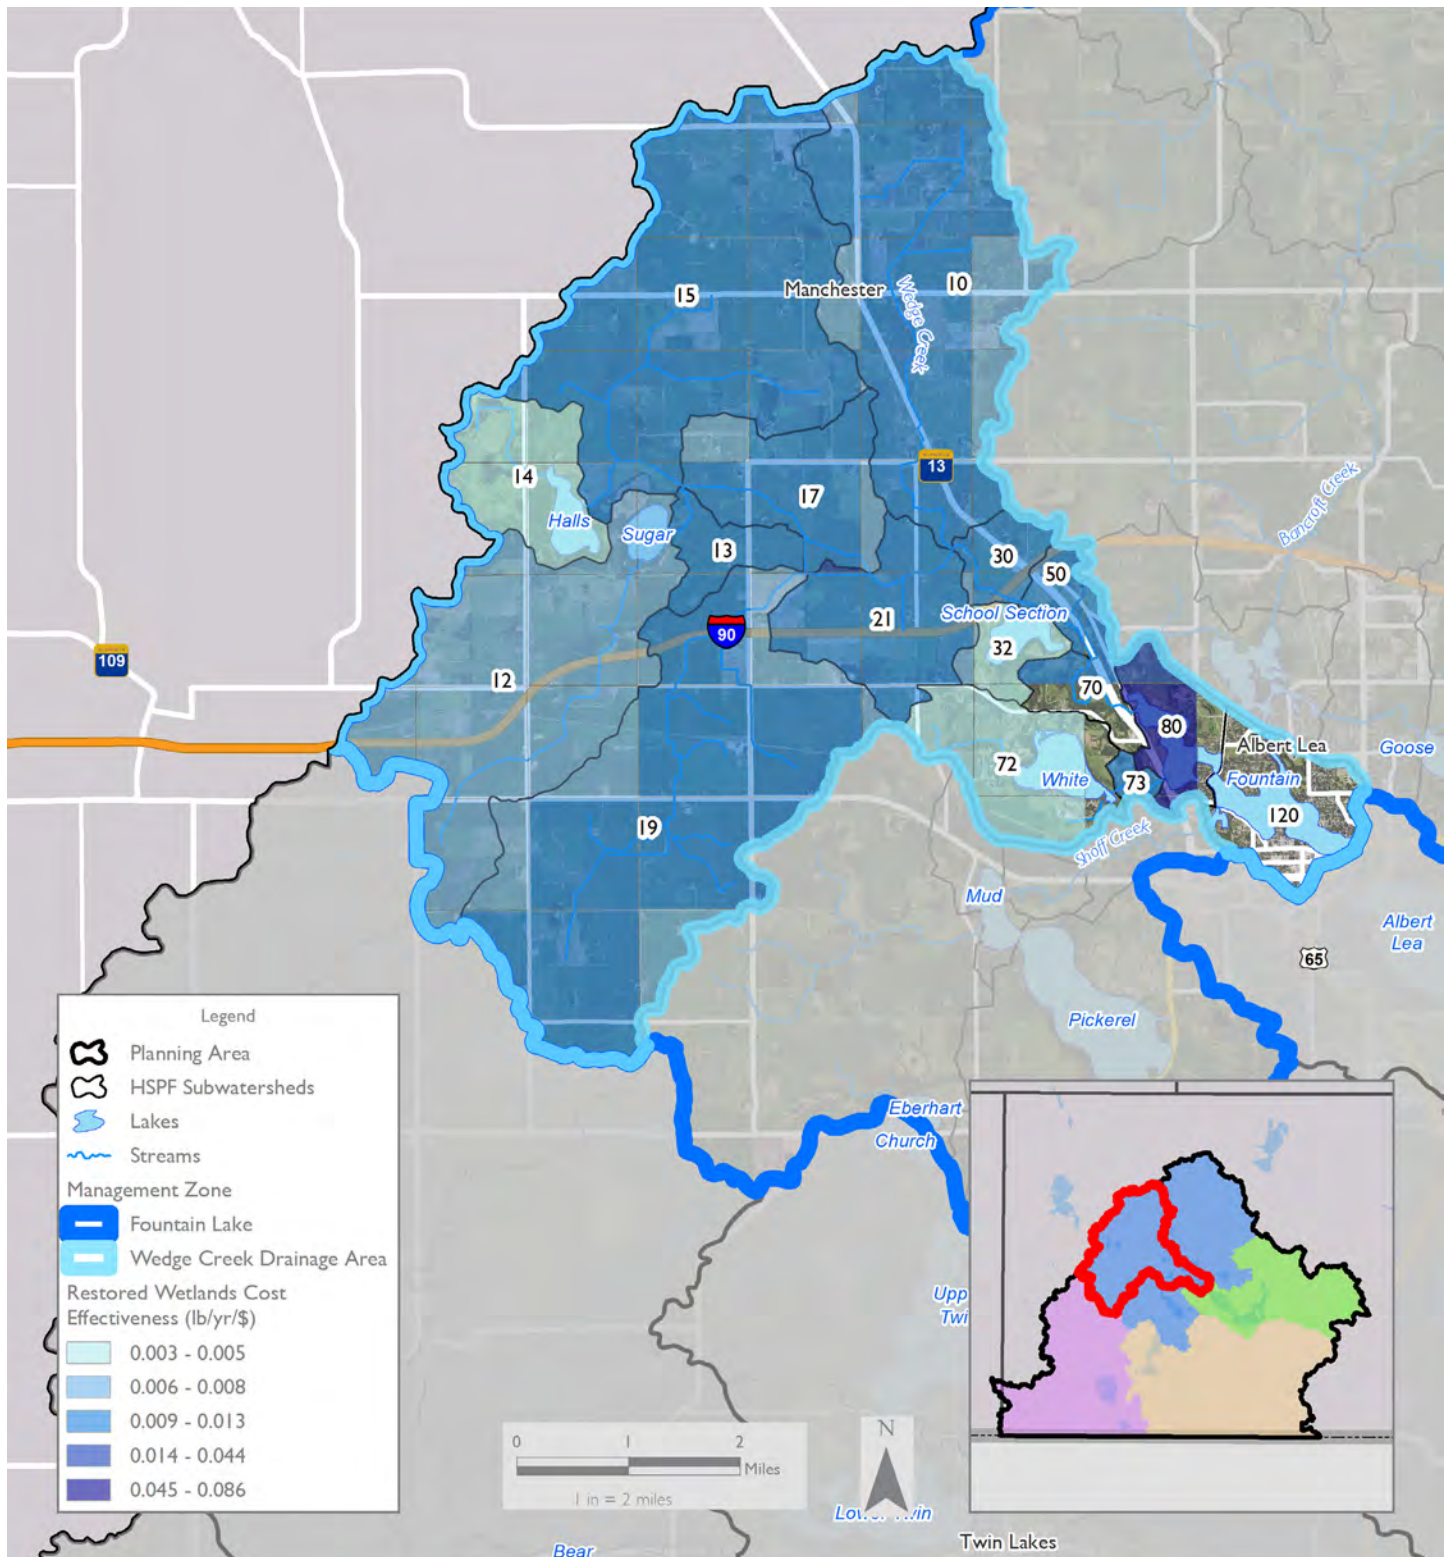 15
Manchester
10
Wedge Creek
13
14
17
Halls
Sugar
13
30
50
Bancroft Creek
School Section
21
90
32
109
12
70
80
Albert Lea
Goose
72
White
73
Fountain
120
19
Shoff Creek
Mud
Albert
Lea
65
Pickerel
Eberhart
Church
Upp
Twi
Lower Twin
Twin Lakes
Bear
Legend
Planning Area
HSPF Subwatersheds
Lakes
Streams
Management Zone
Fountain Lake
Wedge Creek Drainage Area
Restored Wetlands Cost
Effectiveness (lb/yr/$)
0.003 - 0.005
0.006 - 0.008
0.009 - 0.013
0.014 - 0.044
0.045 - 0.086
0 1 2
Miles
1 in = 2 miles
N